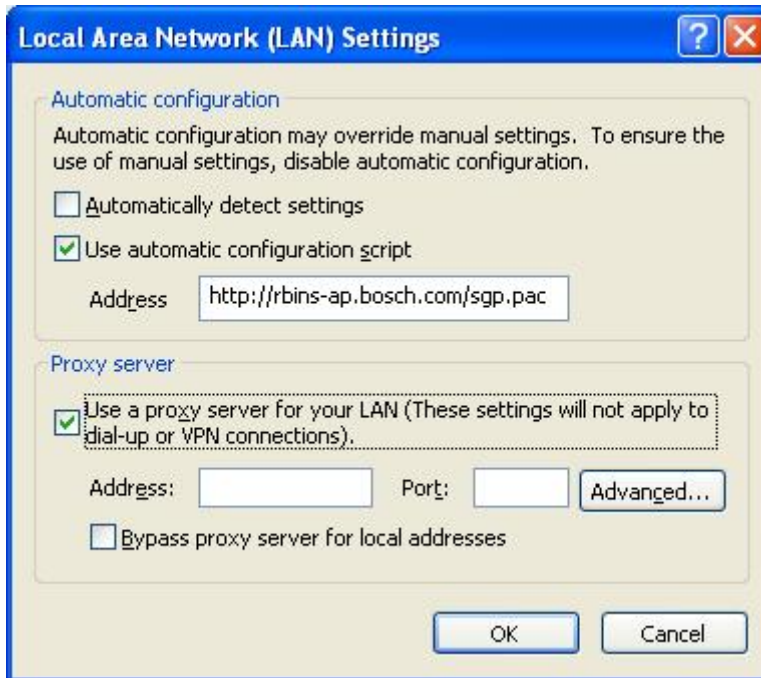 Local Area Network (LAN) Settings
?
Automatic configuration
Automatic configuration may override manual settings. To ensure the
use of manual settings, disable automatic configuration.
Automatically detect settings
Use automatic configuration script
Address
http://rbins-ap.bosch.com/sgp.pac
Proxy server
Use a proxy server for your LAN (These settings will not apply to
dial-up or VPN connections).
Address:
Port:
Advanced...
Bypass proxy server for local addresses
OK
Cancel